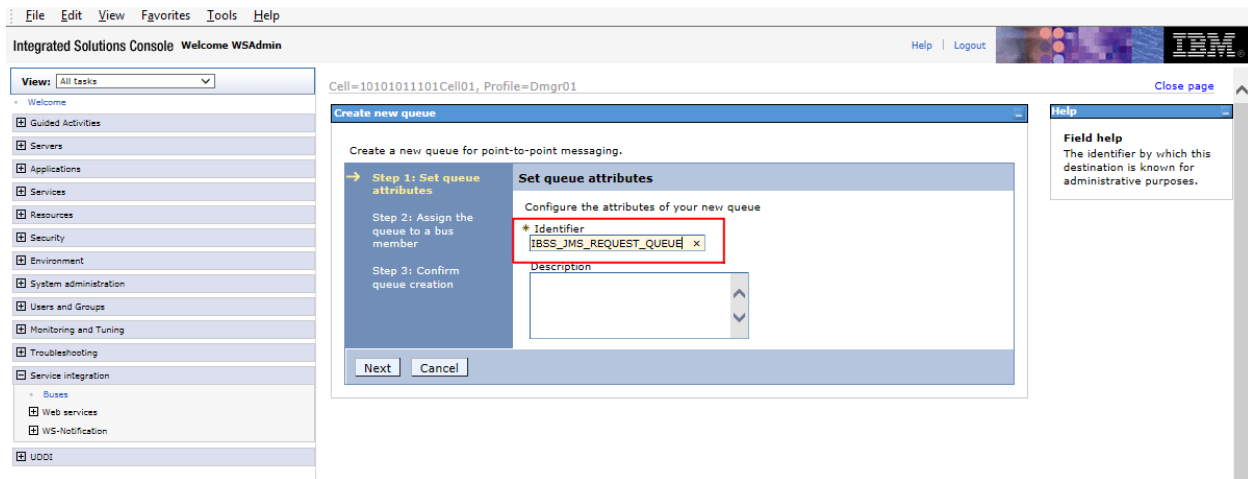 File Edit View Favorites Tools Help
Integrated Solutions Console Welcome WSAdmin
Help | Logout
IBM®
View: All tasks
Welcome
Guided Activities
Servers
Applications
Services
Resources
Security
Environment
System administration
Users and Groups
Monitoring and Tuning
Troubleshooting
Service integration
Buses
Web services
WS-Notification
UDDI
Cell=10101011101Cell01, Profile=Dmgr01
Close page
Create new queue
Create a new queue for point-to-point messaging.
Step 1: Set queue
attributes
Step 2: Assign the
queue to a bus
member
Step 3: Confirm
queue creation
Set queue attributes
Configure the attributes of your new queue
* Identifier
IBSS_JMS_REQUEST_QUEUE ×
Description
Next Cancel
Help
Field help
The identifier by which this
destination is known for
administrative purposes.